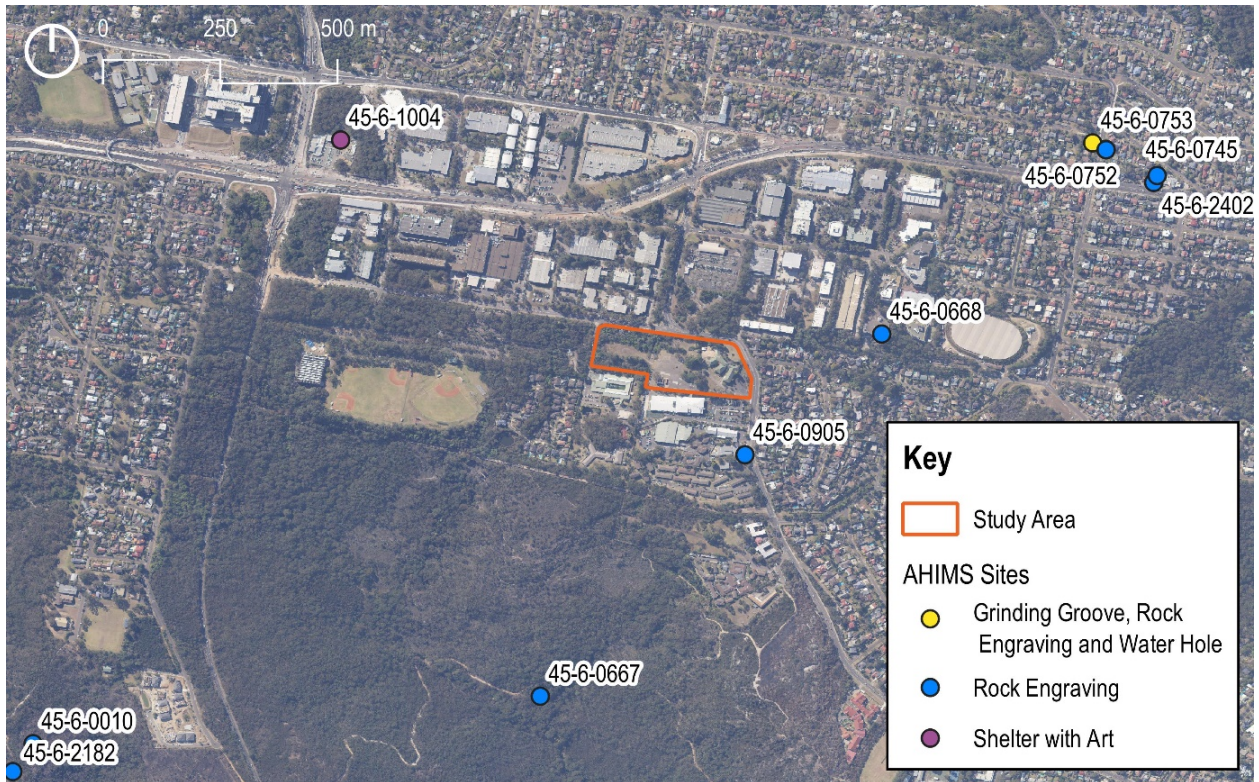 0 250 500 m
45-6-1004
45-6-0753
45-6-0745
45-6-0752
45-6-2402
45-6-0668
45-6-0905
45-6-0667
45-6-0010
45-6-2182
Key
Study Area
AHIMS Sites
Grinding Groove, Rock
Engraving and Water Hole
Rock Engraving
Shelter with Art